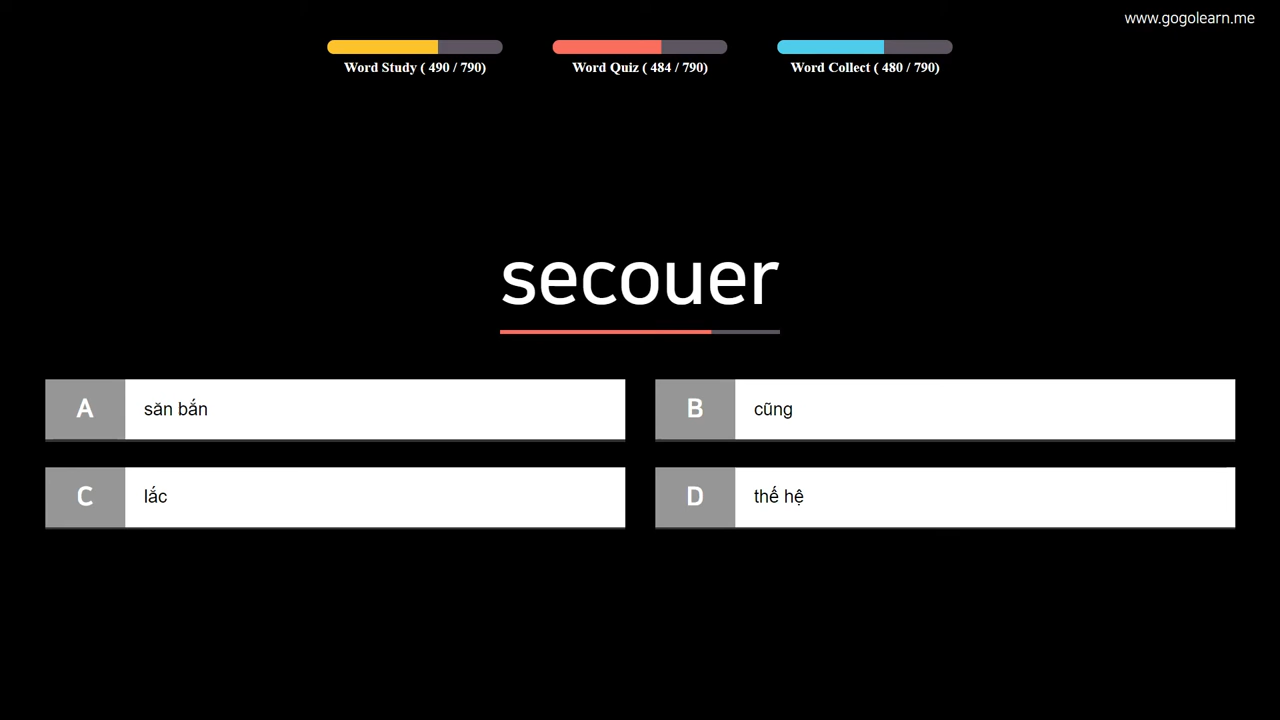 www.gogolearn.me
Word Study ( 490 / 790)
Word Quiz ( 484 / 790)
Word Collect ( 480 / 790)
secouer
A săn bắn
B cũng
C lắc
D thế hệ